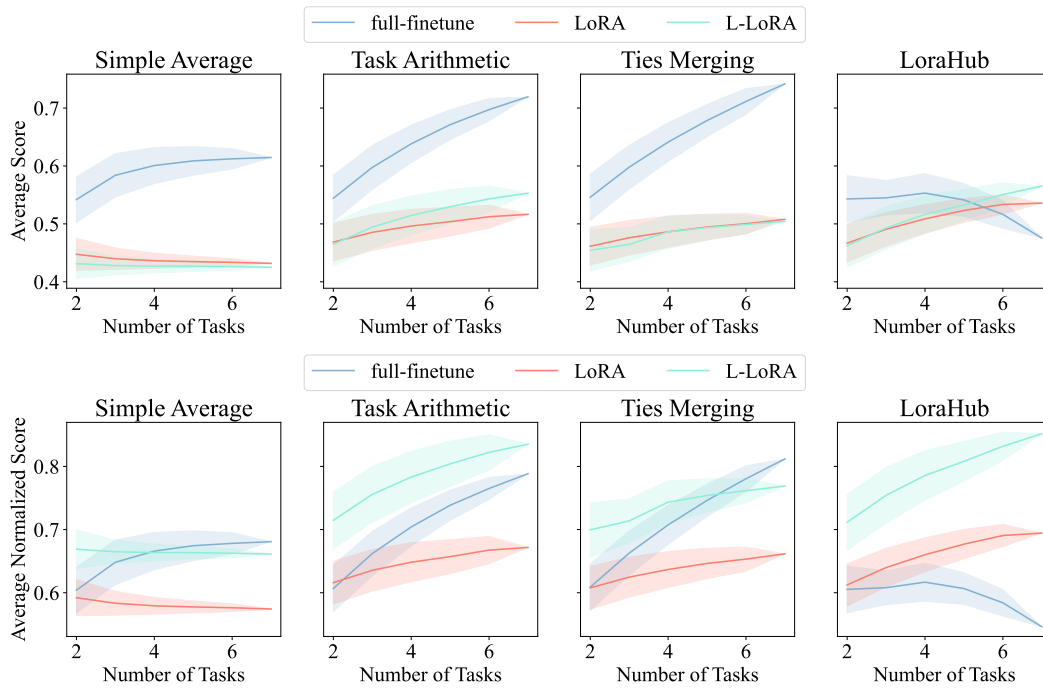 full-finetune LoRA L-LoRA
Simple Average Task Arithmetic Ties Merging LoraHub
Average Score
0.7
0.6
0.5
0.4
2 4 6 2 4 6 2 4 6 2 4 6
Number of Tasks Number of Tasks Number of Tasks Number of Tasks
full-finetune LoRA L-LoRA
Simple Average Task Arithmetic Ties Merging LoraHub
Average Normalized Score
0.8
0.7
0.6
2 4 6 2 4 6 2 4 6 2 4 6
Number of Tasks Number of Tasks Number of Tasks Number of Tasks